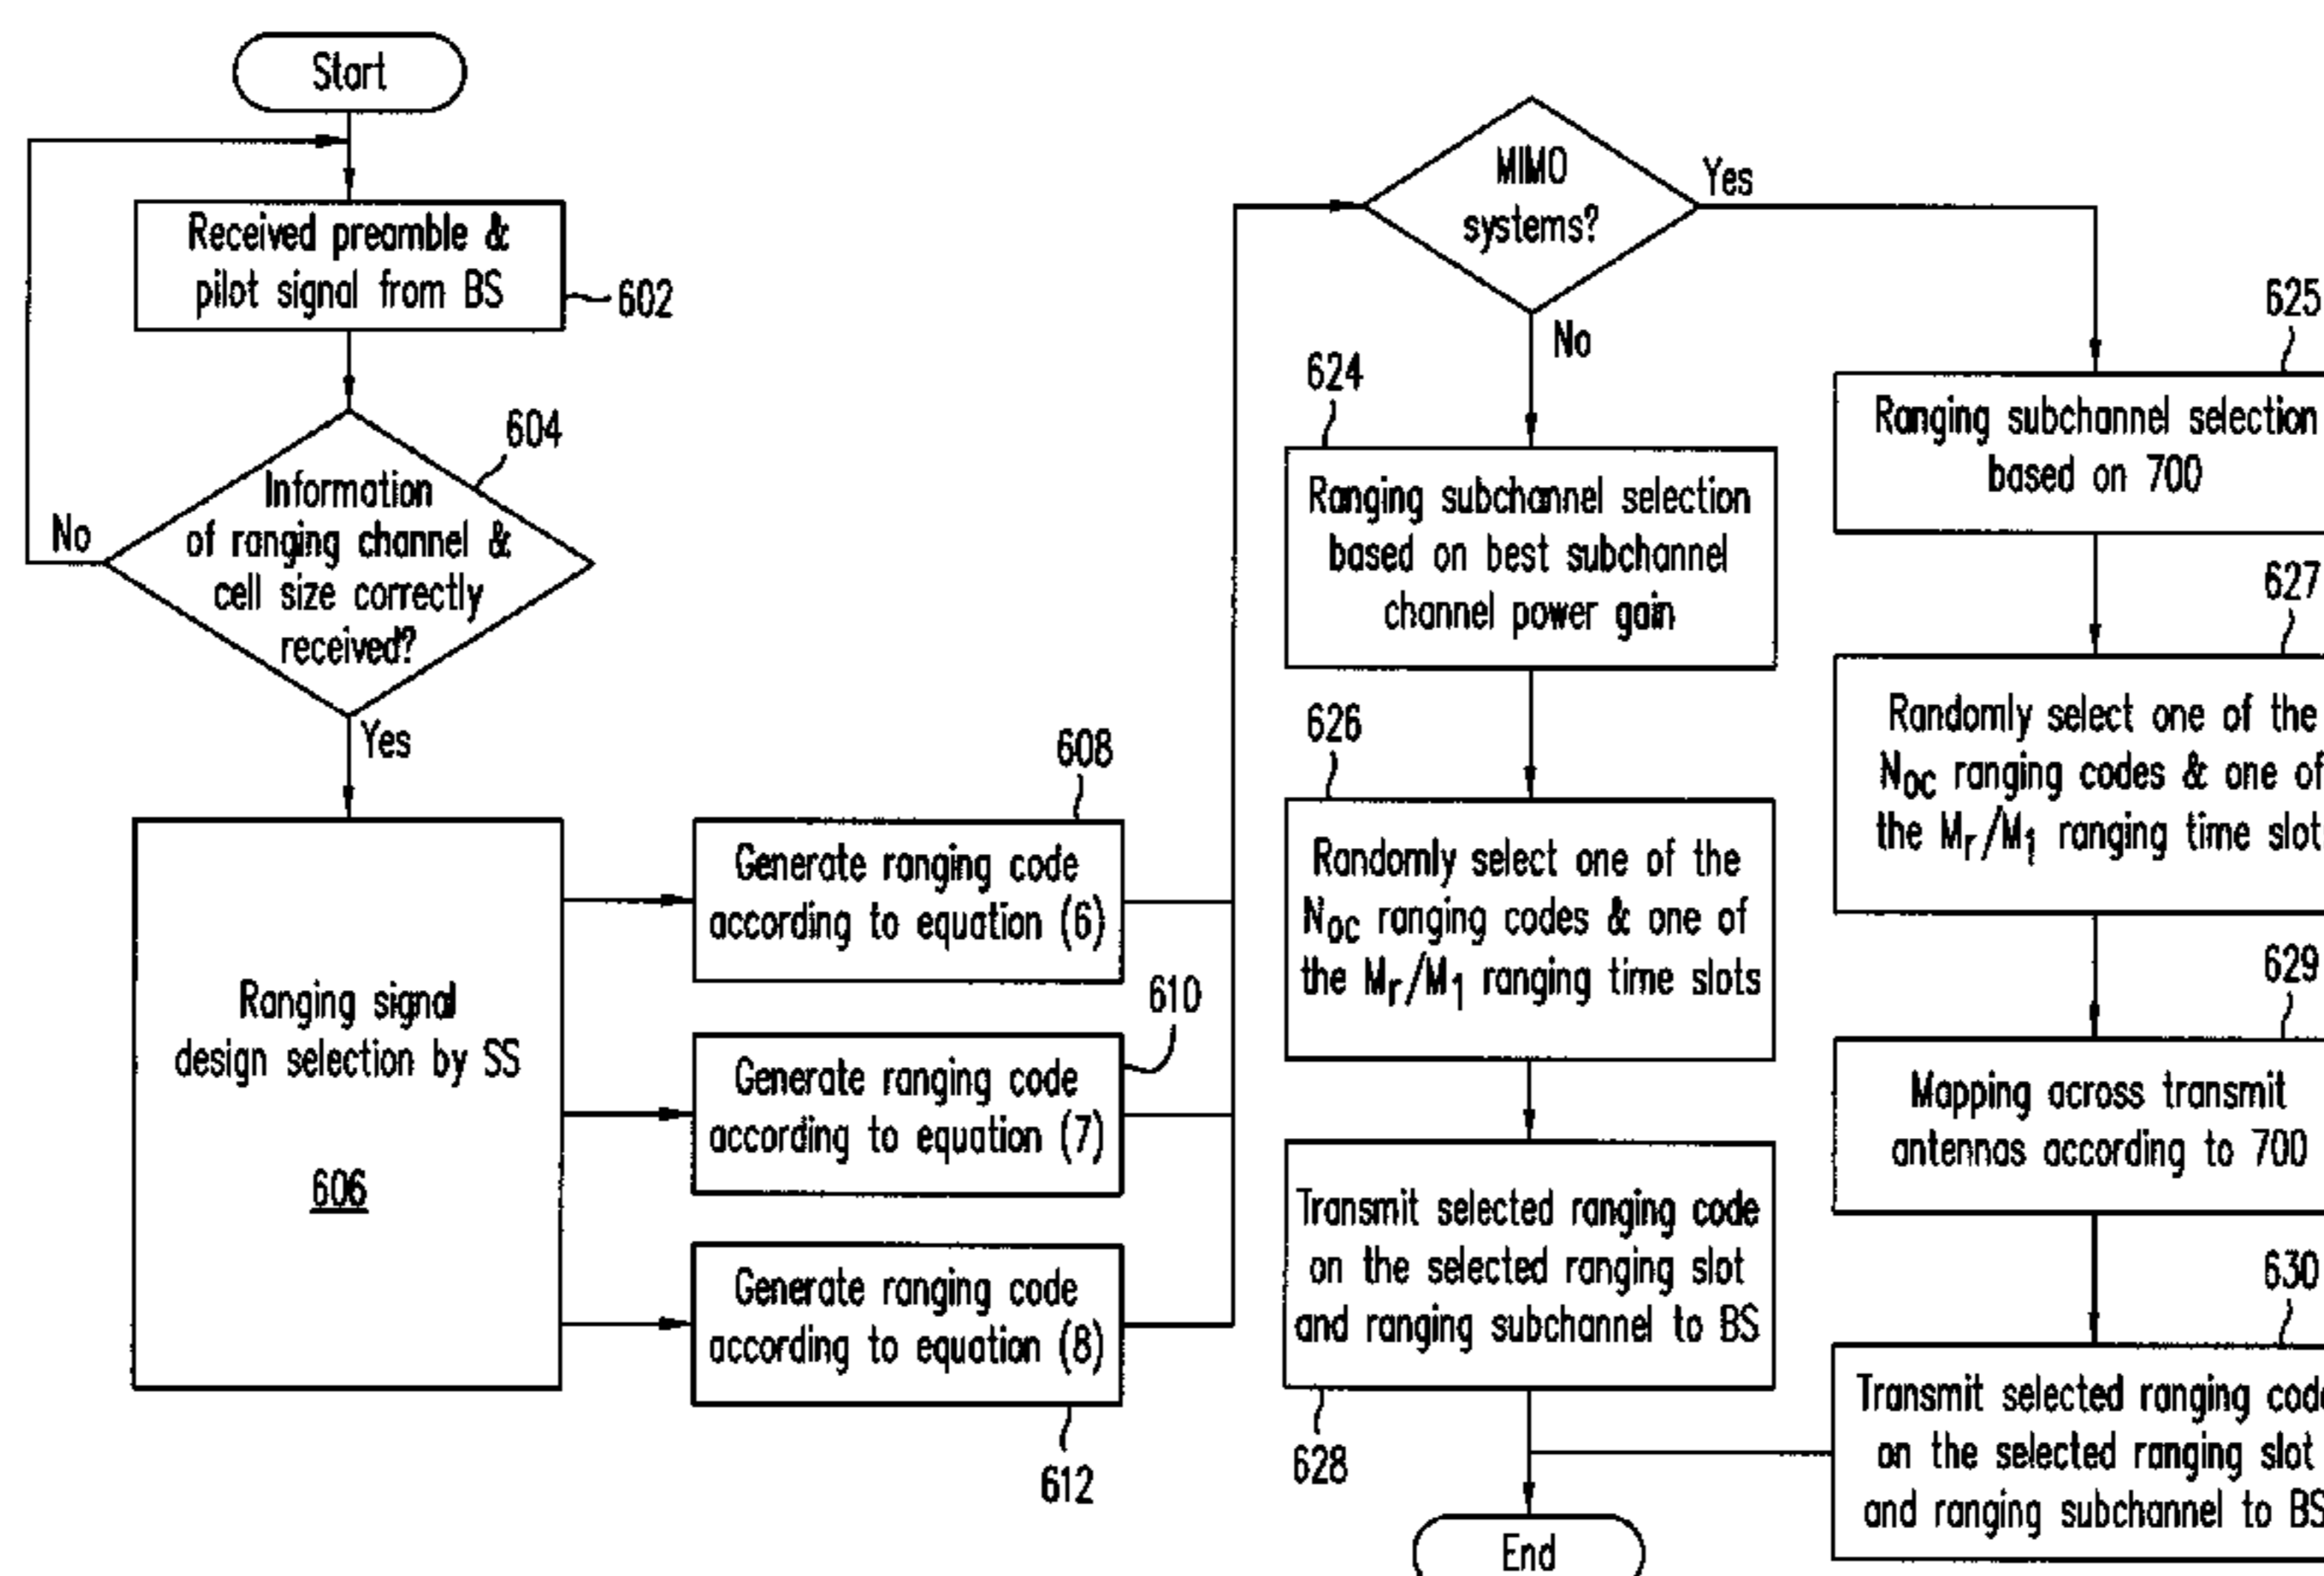 Start
Received preamble &
pilot signal from BS
602
604
Information
of ranging channel &
cell size correctly
received?
No
Yes
Ranging signal
design selection by SS
606
608
Generate ranging code
according to equation (6)
610
Generate ranging code
according to equation (7)
Generate ranging code
according to equation (8)
612
MIMO
systems?
Yes
No
624
Ranging subchannel selection
based on best subchannel
channel power gain
626
Randomly select one of the
NOC ranging codes & one of
the Mr/M1 ranging time slots
Transmit selected ranging code
on the selected ranging slot
and ranging subchannel to BS
628
End
625
Ranging subchannel selection
based on 700
627
Randomly select one of the
NOC ranging codes & one of
the Mr/M1 ranging time slot
629
Mapping across transmit
antennas according to 700
630
Transmit selected ranging code
on the selected ranging slot
and ranging subchannel to BS